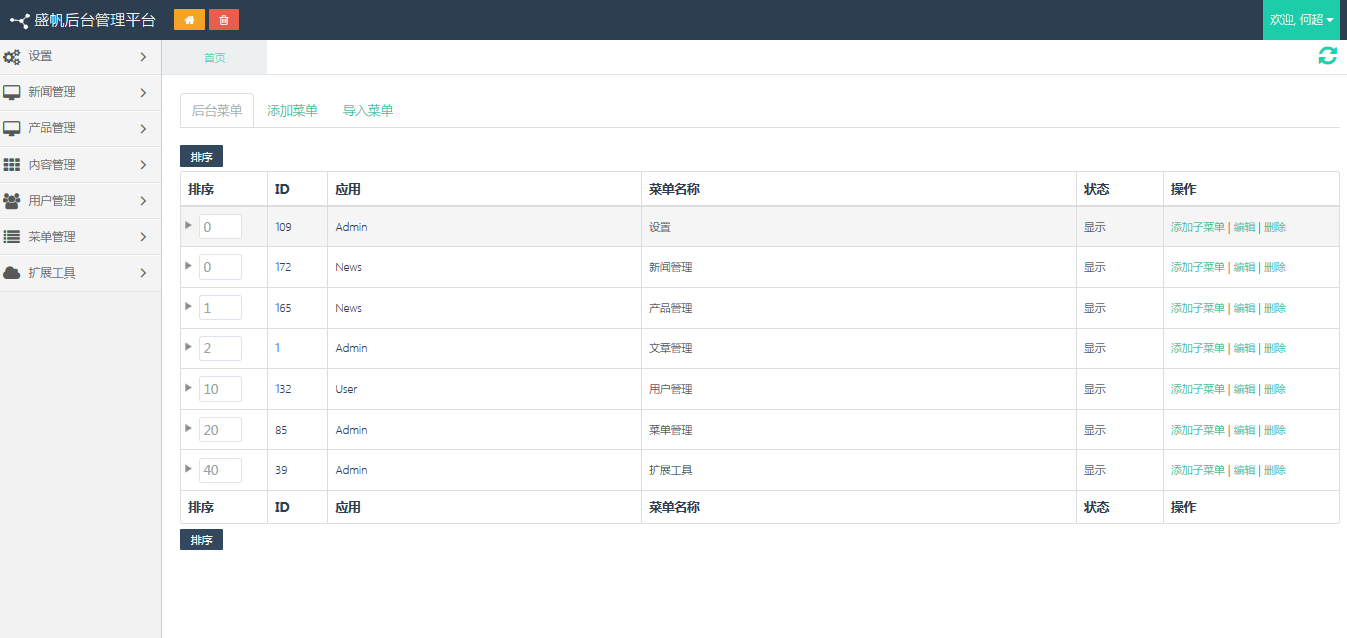 盛帆后台管理平台
欢迎, 何超
设置
新闻管理
产品管理
内容管理
用户管理
菜单管理
扩展工具
首页
后台菜单 添加菜单 导入菜单
排序
排序 ID 应用 菜单名称 状态 操作
0 109 Admin 设置 显示 添加子菜单 | 编辑 | 删除
0 172 News 新闻管理 显示 添加子菜单 | 编辑 | 删除
1 165 News 产品管理 显示 添加子菜单 | 编辑 | 删除
2 1 Admin 文章管理 显示 添加子菜单 | 编辑 | 删除
10 132 User 用户管理 显示 添加子菜单 | 编辑 | 删除
20 85 Admin 菜单管理 显示 添加子菜单 | 编辑 | 删除
40 39 Admin 扩展工具 显示 添加子菜单 | 编辑 | 删除
排序 ID 应用 菜单名称 状态 操作
排序